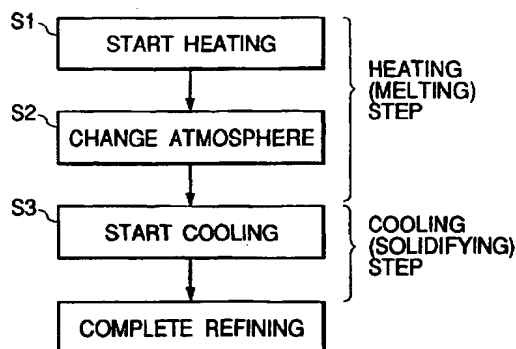 S1
START HEATING
HEATING
(MELTING)
STEP
S2
CHANGE ATMOSPHERE
S3
START COOLING
COOLING
(SOLIDIFYING)
STEP
COMPLETE REFINING